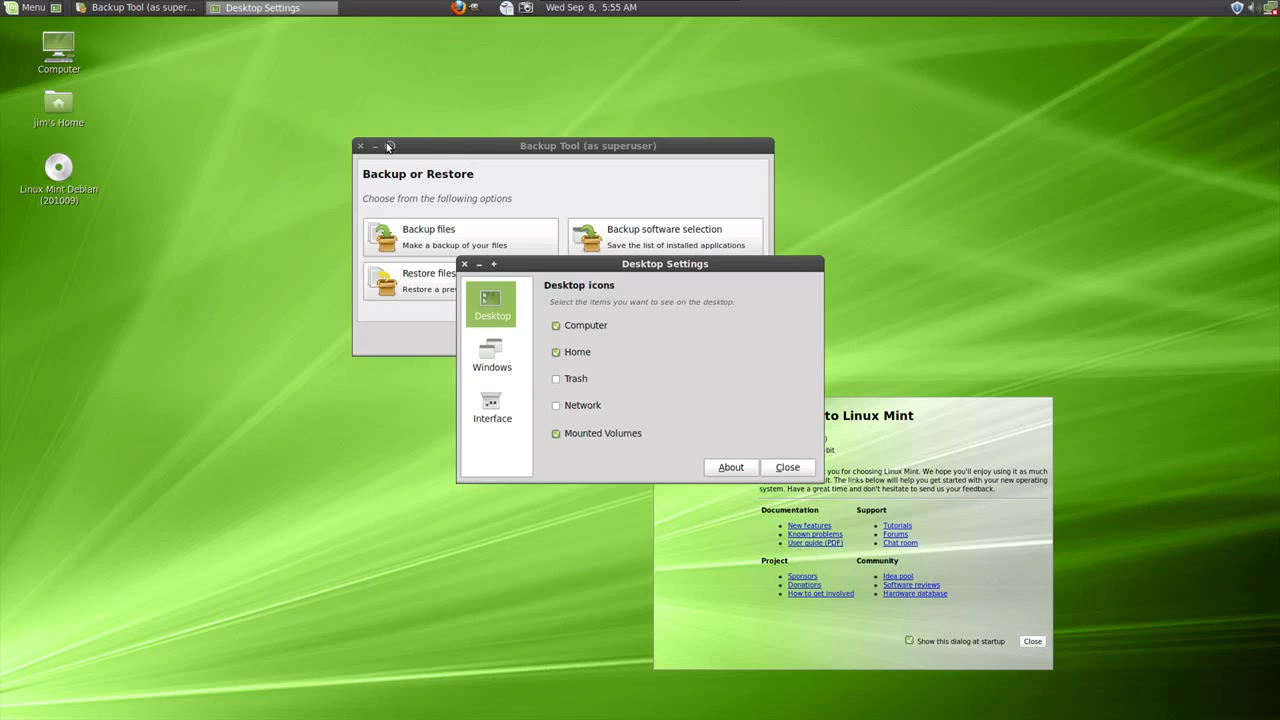 Menu
Backup Tool (as super...
Desktop Settings
Wed Sep 8, 5:55 AM
Computer
jim's Home
Linux Mint Debian
(201009)
Backup Tool (as superuser)
Backup or Restore
Choose from the following options
Backup files
Make a backup of your files
Backup software selection
Save the list of installed applications
Restore files
Restore a prev
Desktop Settings
Desktop
Windows
Interface
Desktop icons
Select the items you want to see on the desktop:
Computer
Home
Trash
Network
Mounted Volumes
About
Close
to Linux Mint
)
-bit
you for choosing Linux Mint. We hope you'll enjoy using it as much
it. The links below will help you get started with your new operating
system. Have a great time and don't hesitate to send us your feedback.
Documentation
New features
Known problems
User guide (PDF)
Support
Tutorials
Forums
Chat room
Project
Sponsors
Donations
How to get involved
Community
Idea pool
Software reviews
Hardware database
Show this dialog at startup
Close